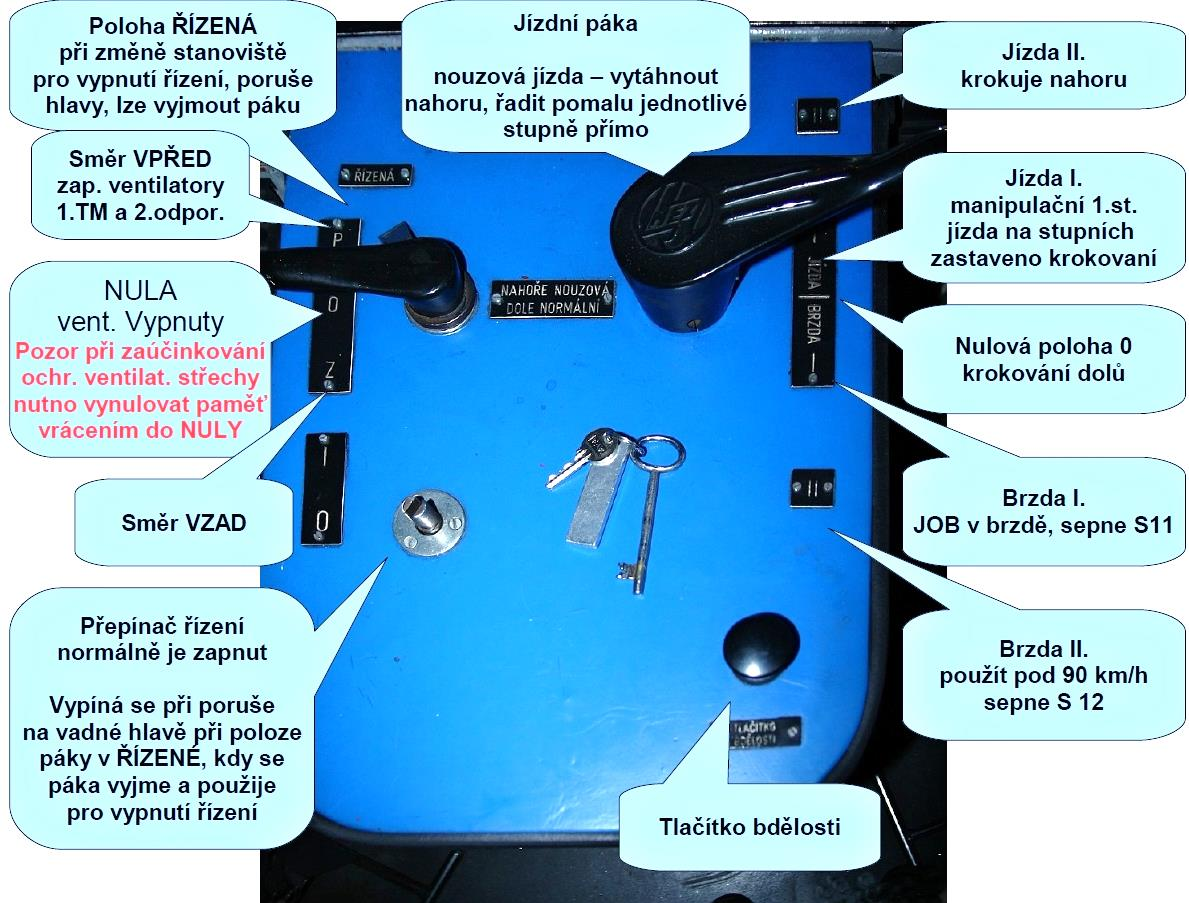 Poloha ŘÍZENÁ
při změně stanoviště
pro vypnutí řízení, poruše
hlavy, lze vyjmout páku
Jízdní páka
nouzová jízda – vytáhnout
nahoru, řadit pomalu jednotlivé
stupně přímo
Jízda II.
krokuje nahoru
Směr VPŘED
zap. ventilatory
1.TM a 2.odpor.
Jízda I.
manipulační 1.st.
jízda na stupních
zastaveno krokovaní
NULA
vent. Vypnuty
Pozor při zaúčinkování
ochr. ventilat. střechy
nutno vynulovat paměť
vrácením do NULY
Nulová poloha 0
krokování dolů
Směr VZAD
Brzda I.
JOB v brzdě, sepne S11
Přepínač řízení
normálně je zapnut
Vypíná se při poruše
na vadné hlavě při poloze
páky v ŘÍZENÉ, kdy se
páka vyjme a použije
pro vypnutí řízení
Brzda II.
použít pod 90 km/h
sepne S 12
Tlačítko bdělosti
ŘÍZENÁ
II
P
O
Z
NAHOŘE NOUZOVÁ
DOLE NORMÁLNÍ
I JÍZDA | BRZDA I
I
O
II
TLAČÍTKO
BDĚLOSTI